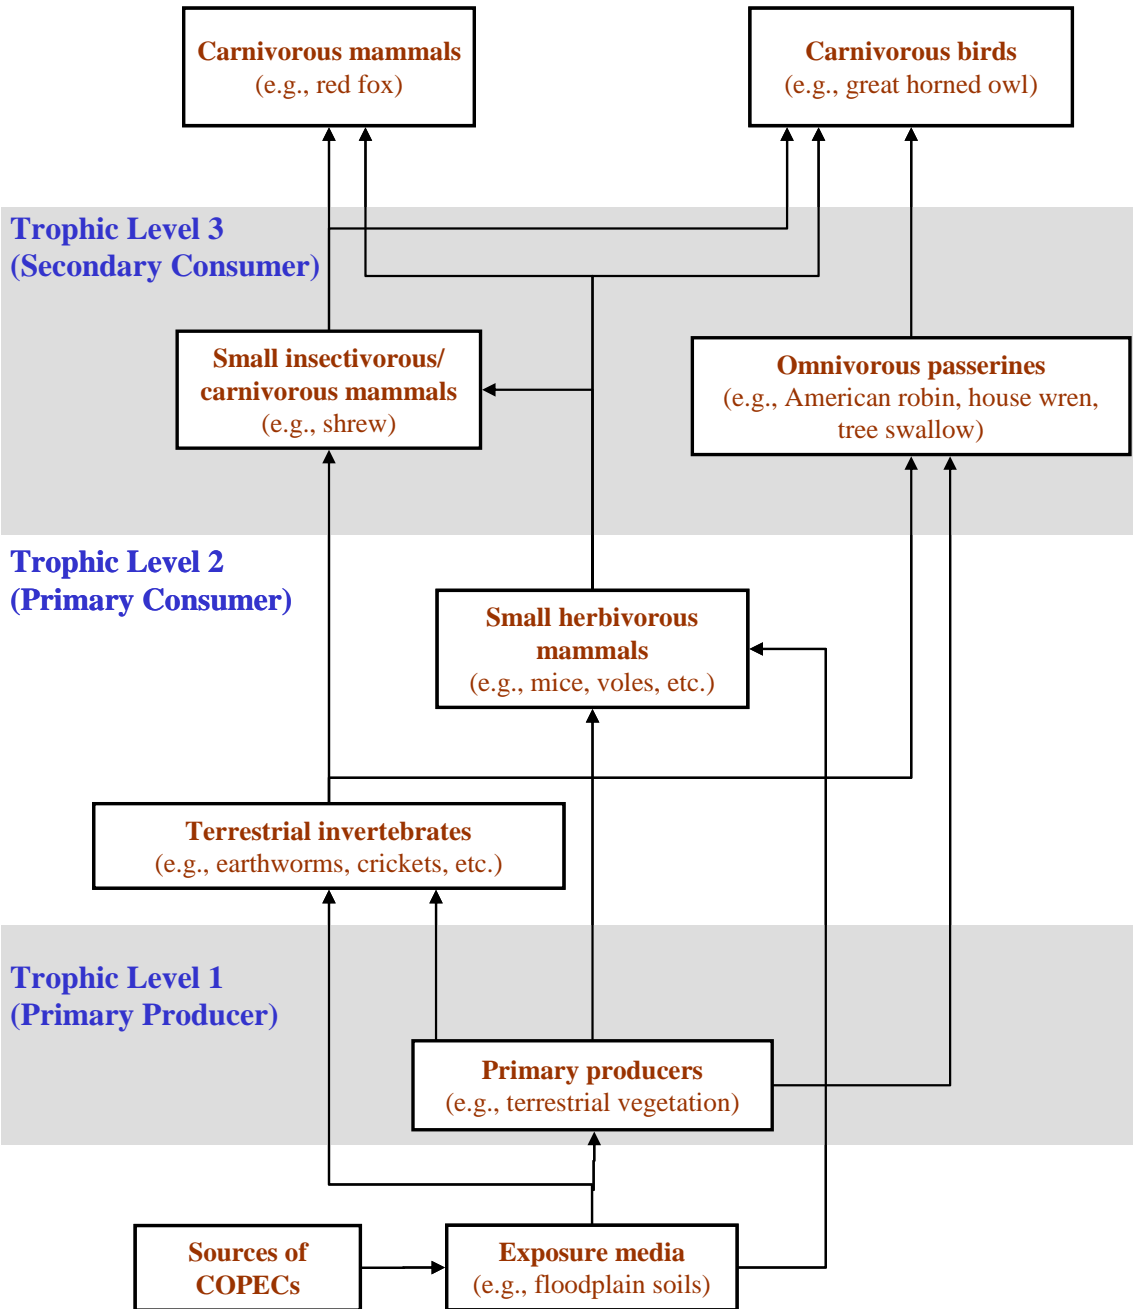 Carnivorous mammals
(e.g., red fox)
Carnivorous birds
(e.g., great horned owl)
Trophic Level 3
(Secondary Consumer)
Small insectivorous/
carnivorous mammals
(e.g., shrew)
Omnivorous passerines
(e.g., American robin, house wren,
tree swallow)
Trophic Level 2
(Primary Consumer)
Small herbivorous
mammals
(e.g., mice, voles, etc.)
Terrestrial invertebrates
(e.g., earthworms, crickets, etc.)
Trophic Level 1
(Primary Producer)
Primary producers
(e.g., terrestrial vegetation)
Sources of
COPECs
Exposure media
(e.g., floodplain soils)